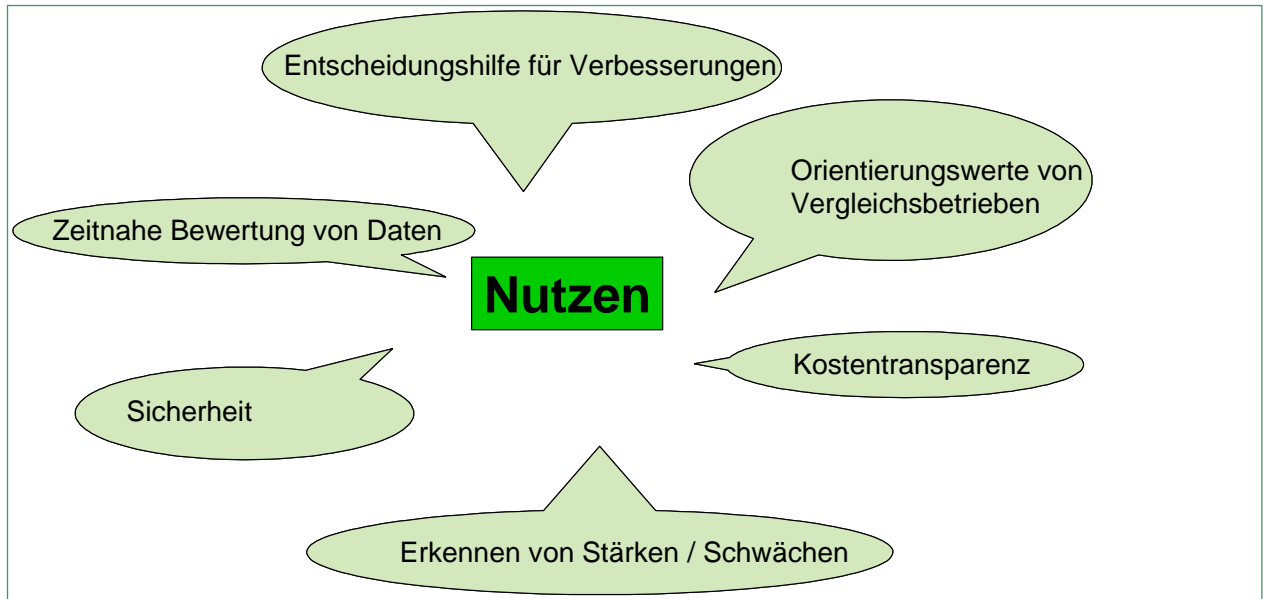 Entscheidungshilfe für Verbesserungen
Orientierungswerte von
Vergleichsbetrieben
Zeitnahe Bewertung von Daten
Nutzen
Kostentransparenz
Sicherheit
Erkennen von Stärken / Schwächen